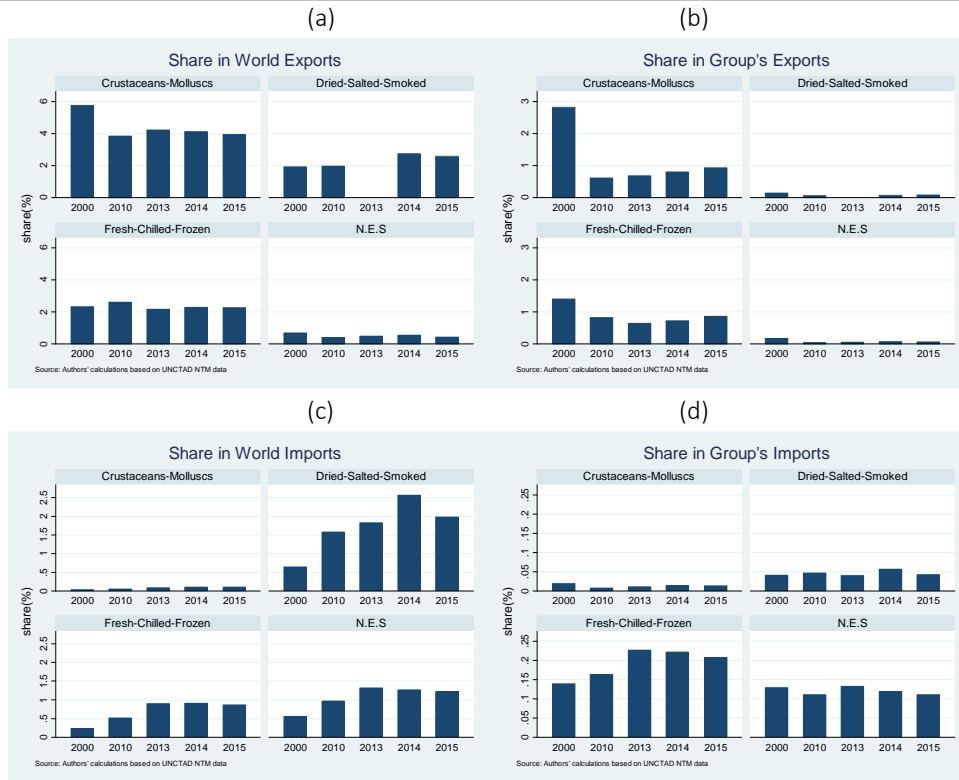 (a)
(b)
Share in World Exports
Crustaceans-Molluscs
Dried-Salted-Smoked
0 2 4 6
2000 2010 2013 2014 2015
2000 2010 2013 2014 2015
Fresh-Chilled-Frozen
N.E.S
0 2 4 6
2000 2010 2013 2014 2015
2000 2010 2013 2014 2015
share(%)
Source: Authors' calculations based on UNCTAD NTM data
Share in Group's Exports
Crustaceans-Molluscs
Dried-Salted-Smoked
0 1 2 3
2000 2010 2013 2014 2015
2000 2010 2013 2014 2015
Fresh-Chilled-Frozen
N.E.S
0 1 2 3
2000 2010 2013 2014 2015
2000 2010 2013 2014 2015
share(%)
Source: Authors' calculations based on UNCTAD NTM data
(c)
(d)
Share in World Imports
Crustaceans-Molluscs
Dried-Salted-Smoked
0 .5 1 1.5 2 2.5
2000 2010 2013 2014 2015
2000 2010 2013 2014 2015
Fresh-Chilled-Frozen
N.E.S
0 .5 1 1.5 2 2.5
2000 2010 2013 2014 2015
2000 2010 2013 2014 2015
share(%)
Source: Authors' calculations based on UNCTAD NTM data
Share in Group's Imports
Crustaceans-Molluscs
Dried-Salted-Smoked
0 .05 .1 .15 .2 .25
2000 2010 2013 2014 2015
2000 2010 2013 2014 2015
Fresh-Chilled-Frozen
N.E.S
0 .05 .1 .15 .2 .25
2000 2010 2013 2014 2015
2000 2010 2013 2014 2015
share(%)
Source: Authors' calculations based on UNCTAD NTM data